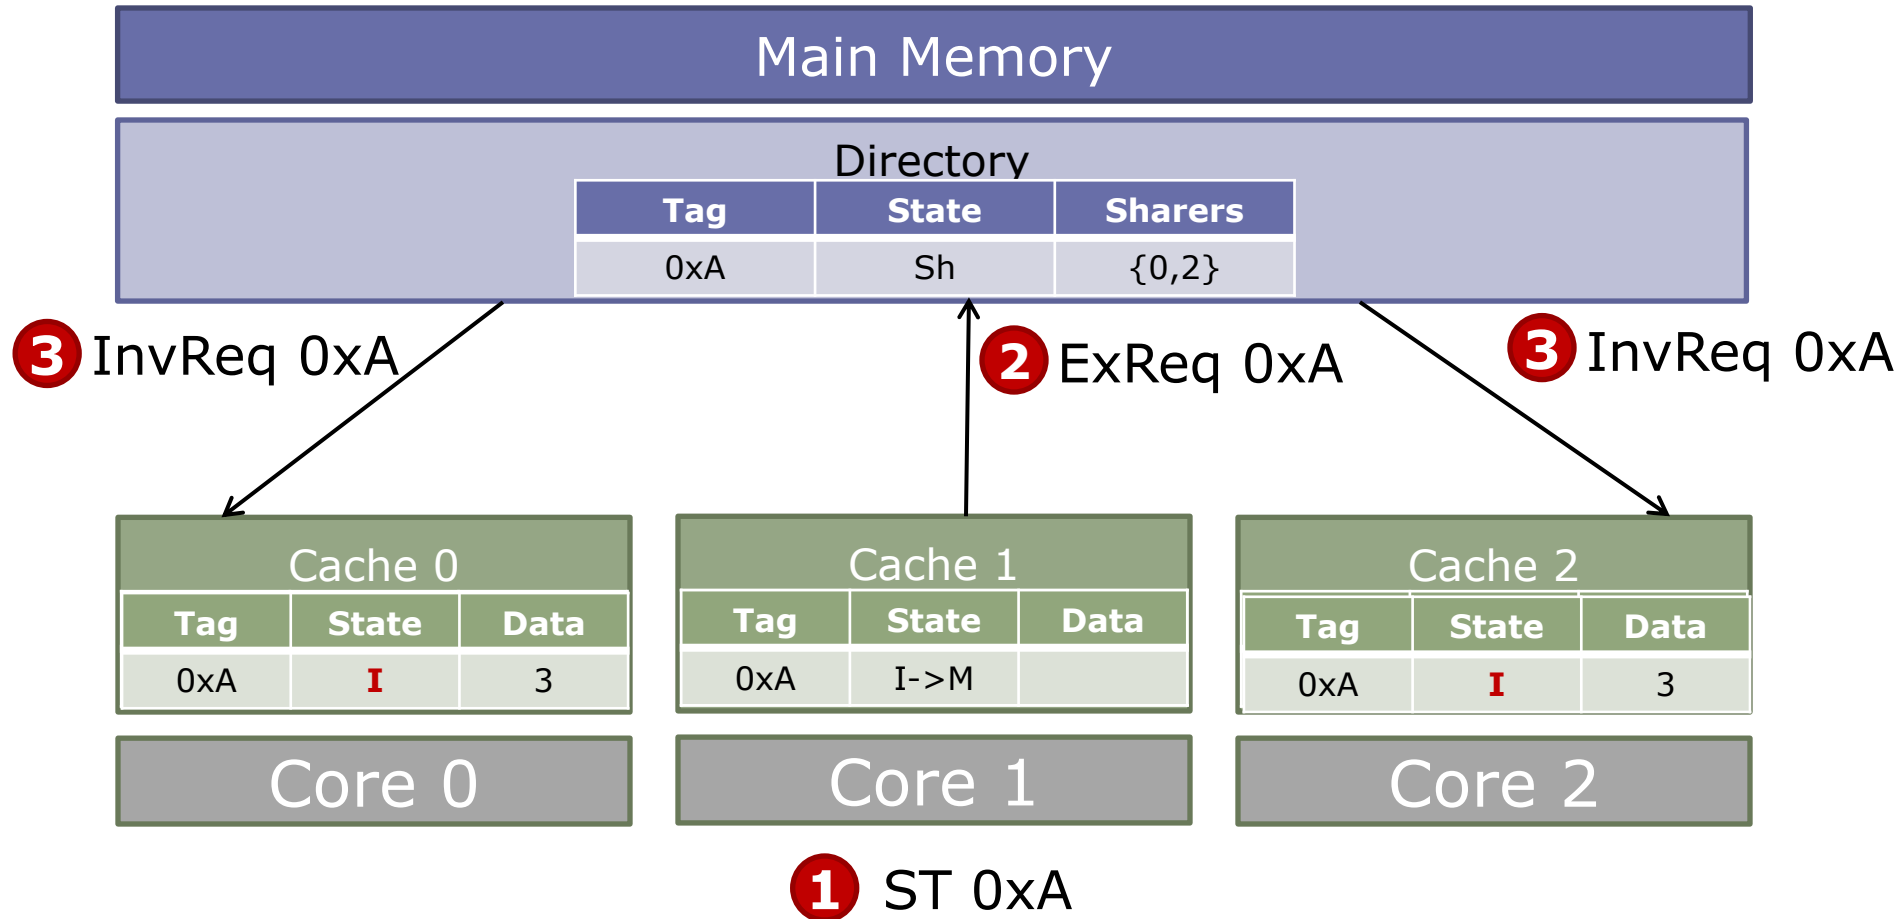 Main Memory
Directory
Tag State Sharers
0xA Sh {0,2}
3 InvReq 0xA
2 ExReq 0xA
3 InvReq 0xA
Cache 0
Tag State Data
0xA I 3
Cache 1
Tag State Data
0xA I->M
Cache 2
Tag State Data
0xA I 3
Core 0
Core 1
Core 2
1 ST 0xA